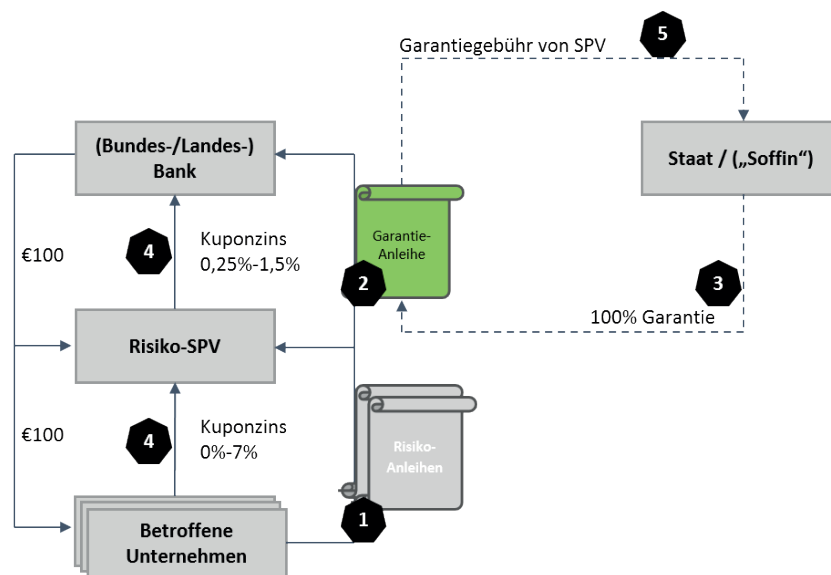 Garantiegebühr von SPV
5
(Bundes-/Landes-)
Bank
Staat / („Soffin“)
€100
4
Kuponzins
0,25%-1,5%
Garantie-
Anleihe
2
3
100% Garantie
Risiko-SPV
€100
4
Kuponzins
0%-7%
Risiko-
Anleihen
1
Betroffene
Unternehmen